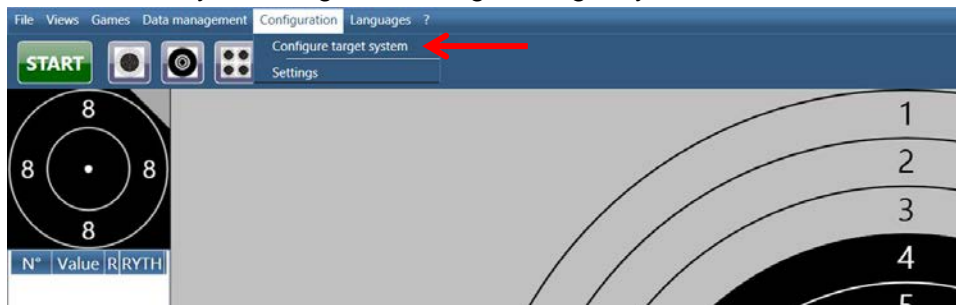 File Views Games Data management Configuration Languages ?
Configure target system
START
Settings
8
8 8
8
N° Value R RYTH
1
2
3
4